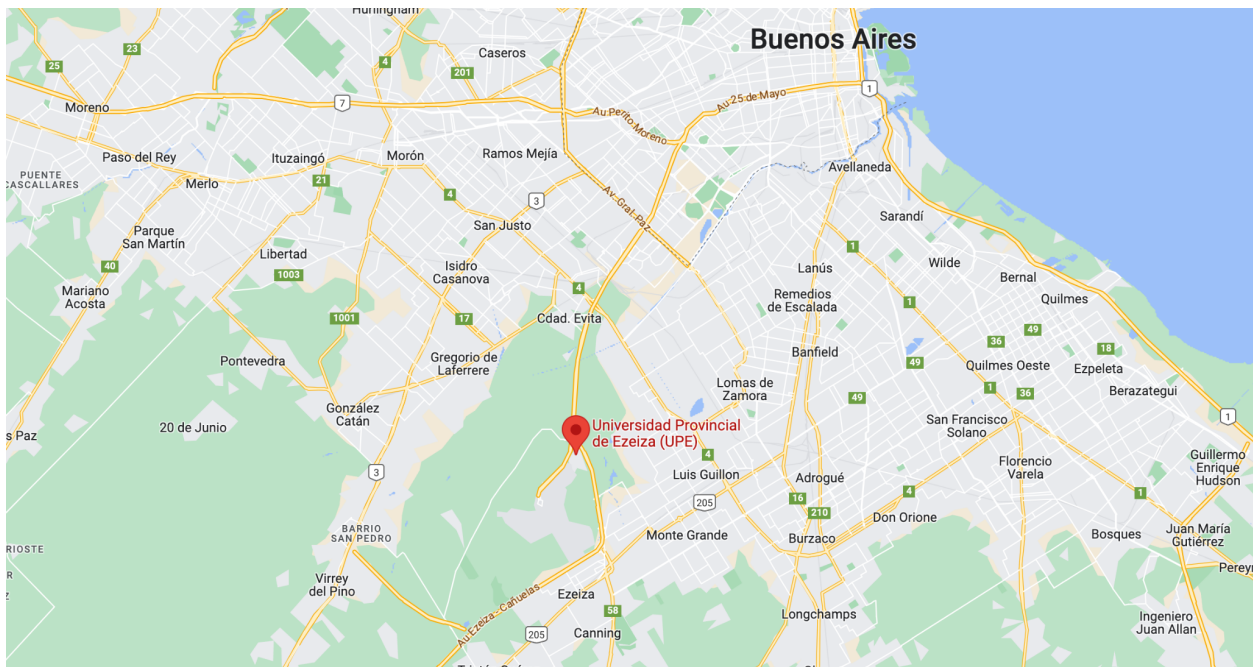 Hurlingham
Buenos Aires
23
4
Caseros
25
201
Moreno
7
1
Au 25 de Mayo
Au Perito Moreno
Paso del Rey
Ituzaingó
Morón
Ramos Mejía
Avellaneda
PUENTE
CASCALLARES
Merlo
21
4
3
Av. Gral. Paz
Sarandí
Parque
San Martín
San Justo
1
Libertad
Isidro
Casanova
Lanús
Wilde
Bernal
40
1003
4
Remedios
de Escalada
Quilmes
Mariano
Acosta
1
1001
17
Cdad. Evita
49
36
18
Banfield
49
Quilmes Oeste
Ezpeleta
Pontevedra
Gregorio de
Laferrere
Lomas de
Zamora
1
36
Berazategui
49
González
Catán
San Francisco
Solano
1
20 de Junio
Universidad Provincial
de Ezeiza (UPE)
s Paz
4
Guillermo
Enrique
Hudson
3
Luis Guillon
Adrogué
Florencio
Varela
16
4
1
205
210
Don Orione
BARRIO
SAN PEDRO
Monte Grande
Burzaco
Bosques
Juan María
Gutiérrez
RIOSTE
Virrey
del Pino
Pereyr
Ezeiza
58
Au Ezeiza - Cañuelas
Longchamps
Ingeniero
Juan Allan
205
Canning